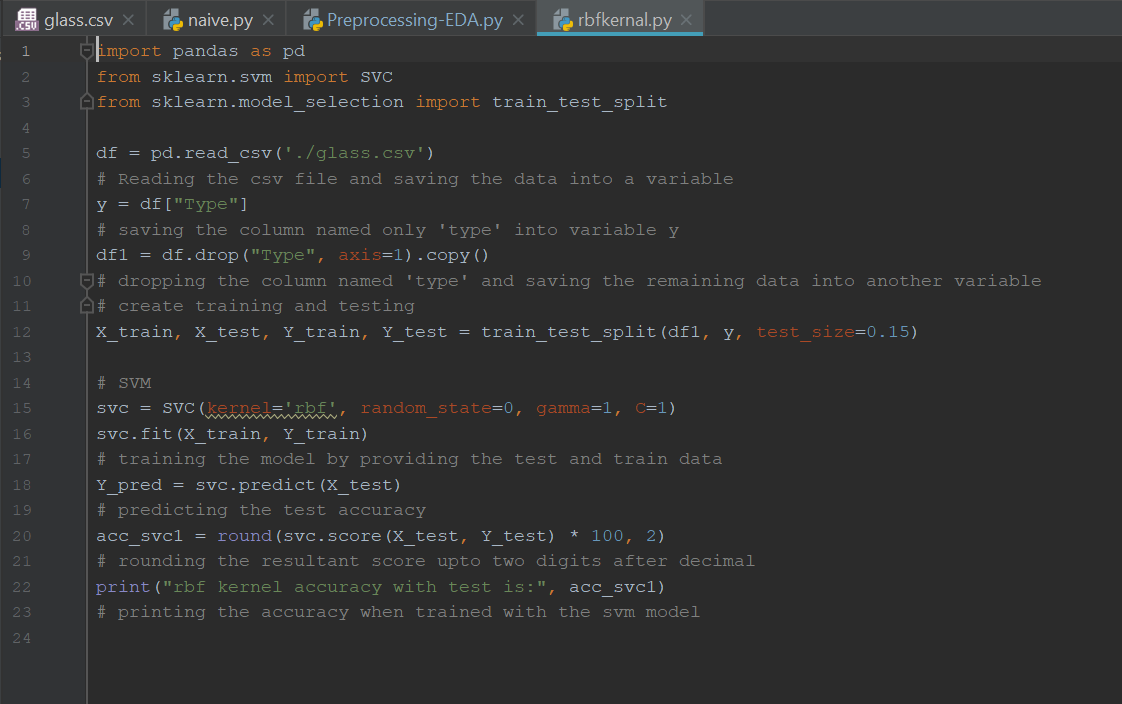 glass.csv naive.py Preprocessing-EDA.py rbfkernal.py
1 import pandas as pd
2 from sklearn.svm import SVC
3 from sklearn.model_selection import train_test_split
4
5 df = pd.read_csv('./glass.csv')
6 # Reading the csv file and saving the data into a variable
7 y = df["Type"]
8 # saving the column named only 'type' into variable y
9 df1 = df.drop("Type", axis=1).copy()
10 # dropping the column named 'type' and saving the remaining data into another variable
11 # create training and testing
12 X_train, X_test, Y_train, Y_test = train_test_split(df1, y, test_size=0.15)
13
14 # SVM
15 svc = SVC(kernel='rbf', random_state=0, gamma=1, C=1)
16 svc.fit(X_train, Y_train)
17 # training the model by providing the test and train data
18 Y_pred = svc.predict(X_test)
19 # predicting the test accuracy
20 acc_svc1 = round(svc.score(X_test, Y_test) * 100, 2)
21 # rounding the resultant score upto two digits after decimal
22 print("rbf kernel accuracy with test is:", acc_svc1)
23 # printing the accuracy when trained with the svm model
24